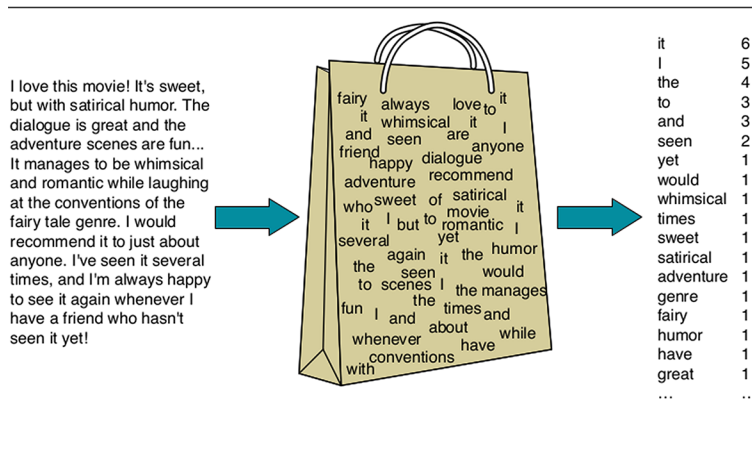 I love this movie! It's sweet,
but with satirical humor. The
dialogue is great and the
adventure scenes are fun...
It manages to be whimsical
and romantic while laughing
at the conventions of the
fairy tale genre. I would
recommend it to just about
anyone. I've seen it several
times, and I'm always happy
to see it again whenever I
have a friend who hasn't
seen it yet!
fairy always love to it
it whimsical it I
and seen are
anyone
friend happy dialogue
adventure recommend
who sweet of satirical
it I but to romantic movie it I
several yet
again it the humor
the seen would
to scenes I the manages
the
fun I and times and
about
whenever while
have
conventions
with
it 6
I 5
the 4
to 3
and 3
seen 2
yet 1
would 1
whimsical 1
times 1
sweet 1
satirical 1
adventure 1
genre 1
fairy 1
humor 1
have 1
great 1
... ..